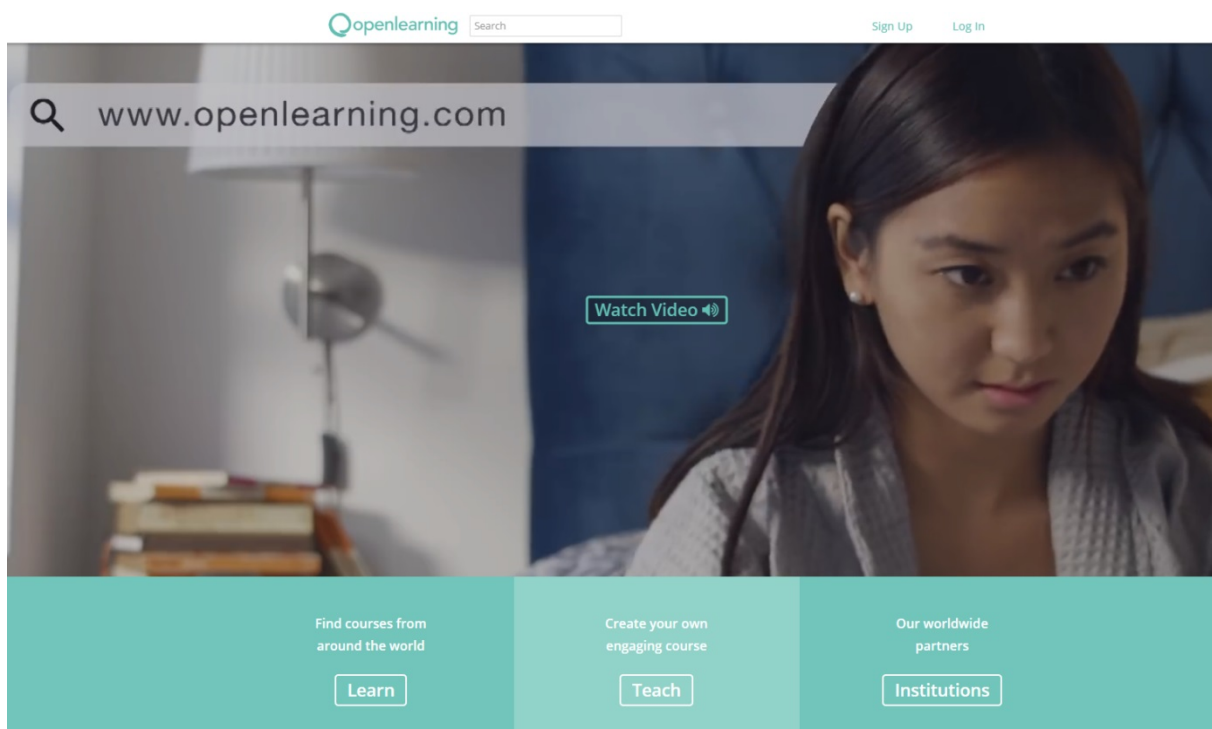 openlearning
Search
Sign Up
Log In
www.openlearning.com
Watch Video
Find courses from
around the world
Learn
Create your own
engaging course
Teach
Our worldwide
partners
Institutions